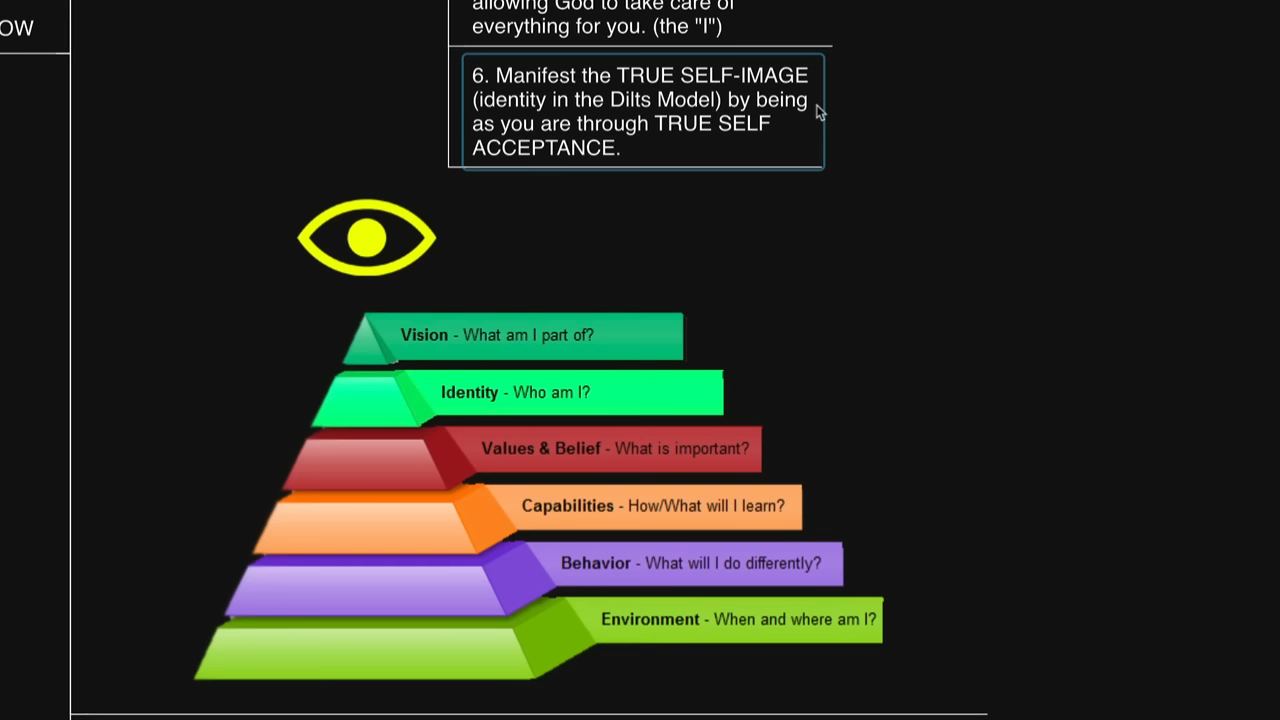 allowing God to take care of
OW
everything for you. (the "I")
6. Manifest the TRUE SELF-IMAGE
(identity in the Dilts Model) by being
as you are through TRUE SELF
ACCEPTANCE.
Vision - What am I part of?
Identity - Who am I?
Values & Belief - What is important?
Capabilities - How/What will I learn?
Behavior - What will I do differently?
Environment - When and where am I?